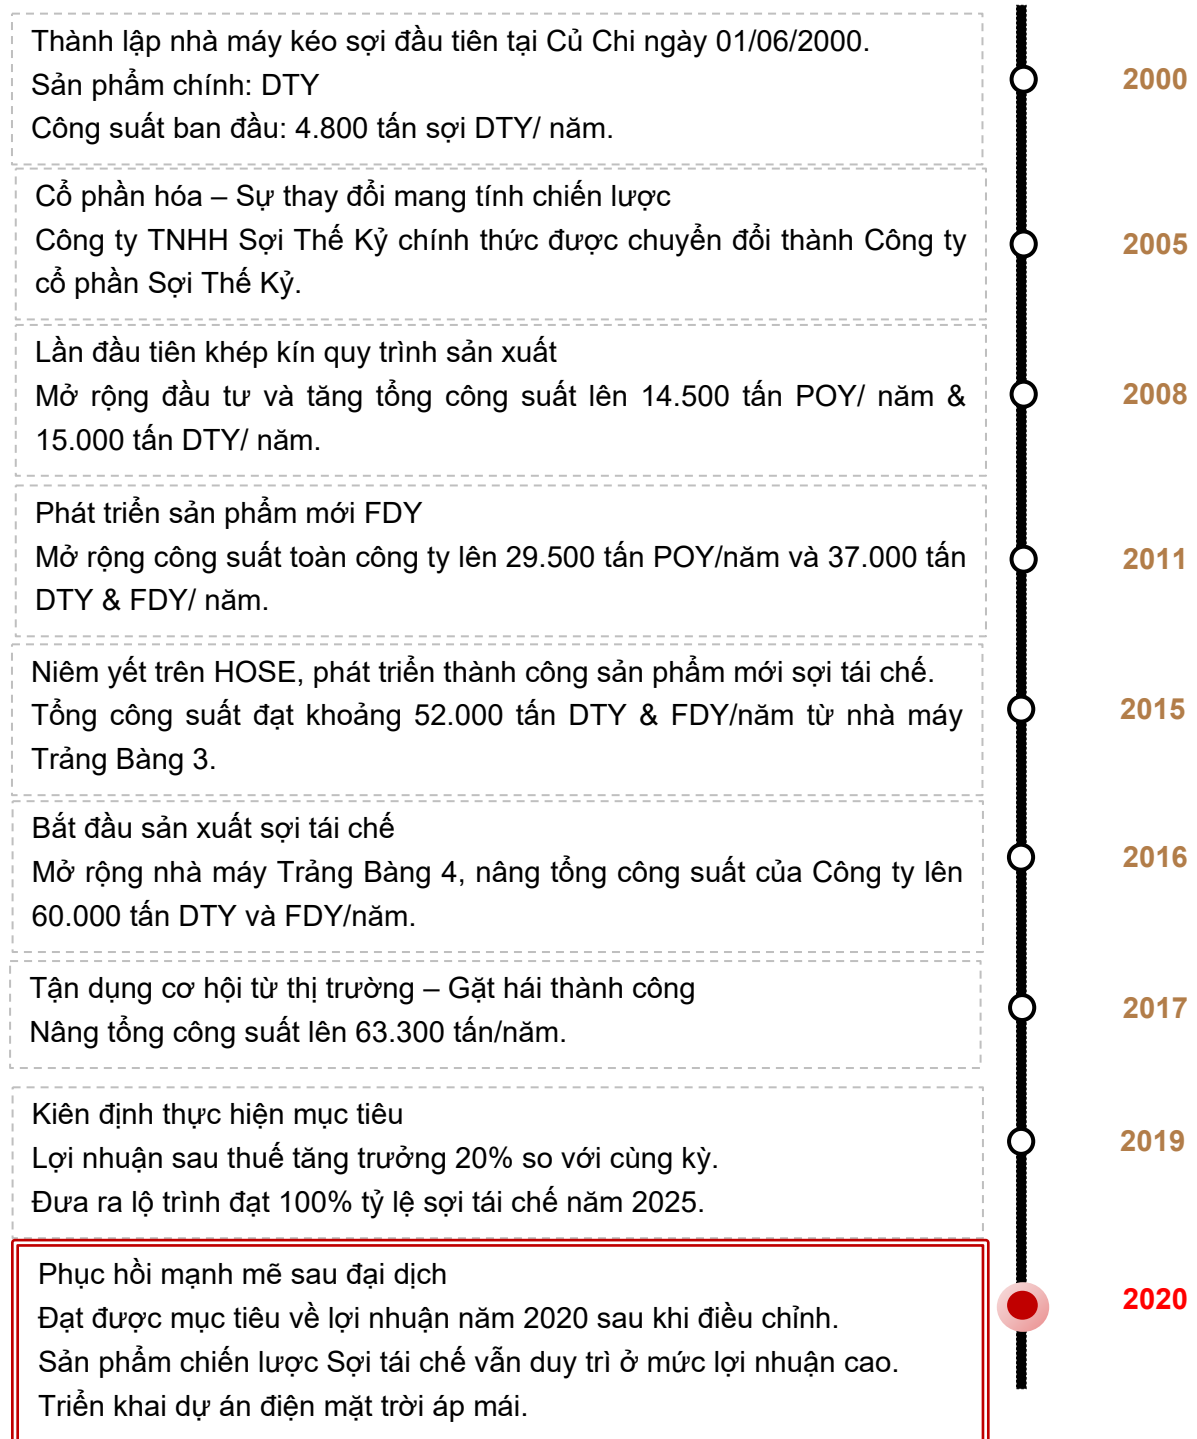 Thành lập nhà máy kéo sợi đầu tiên tại Củ Chi ngày 01/06/2000.
Sản phẩm chính: DTY
Công suất ban đầu: 4.800 tấn sợi DTY/ năm.
2000
Cổ phần hóa – Sự thay đổi mang tính chiến lược
Công ty TNHH Sợi Thế Kỷ chính thức được chuyển đổi thành Công ty
cổ phần Sợi Thế Kỷ.
2005
Lần đầu tiên khép kín quy trình sản xuất
Mở rộng đầu tư và tăng tổng công suất lên 14.500 tấn POY/ năm &
15.000 tấn DTY/ năm.
2008
Phát triển sản phẩm mới FDY
Mở rộng công suất toàn công ty lên 29.500 tấn POY/năm và 37.000 tấn
DTY & FDY/ năm.
2011
Niêm yết trên HOSE, phát triển thành công sản phẩm mới sợi tái chế.
Tổng công suất đạt khoảng 52.000 tấn DTY & FDY/năm từ nhà máy
Trảng Bàng 3.
2015
Bắt đầu sản xuất sợi tái chế
Mở rộng nhà máy Trảng Bàng 4, nâng tổng công suất của Công ty lên
60.000 tấn DTY và FDY/năm.
2016
Tận dụng cơ hội từ thị trường – Gặt hái thành công
Nâng tổng công suất lên 63.300 tấn/năm.
2017
Kiên định thực hiện mục tiêu
Lợi nhuận sau thuế tăng trưởng 20% so với cùng kỳ.
Đưa ra lộ trình đạt 100% tỷ lệ sợi tái chế năm 2025.
2019
Phục hồi mạnh mẽ sau đại dịch
Đạt được mục tiêu về lợi nhuận năm 2020 sau khi điều chỉnh.
Sản phẩm chiến lược Sợi tái chế vẫn duy trì ở mức lợi nhuận cao.
Triển khai dự án điện mặt trời áp mái.
2020